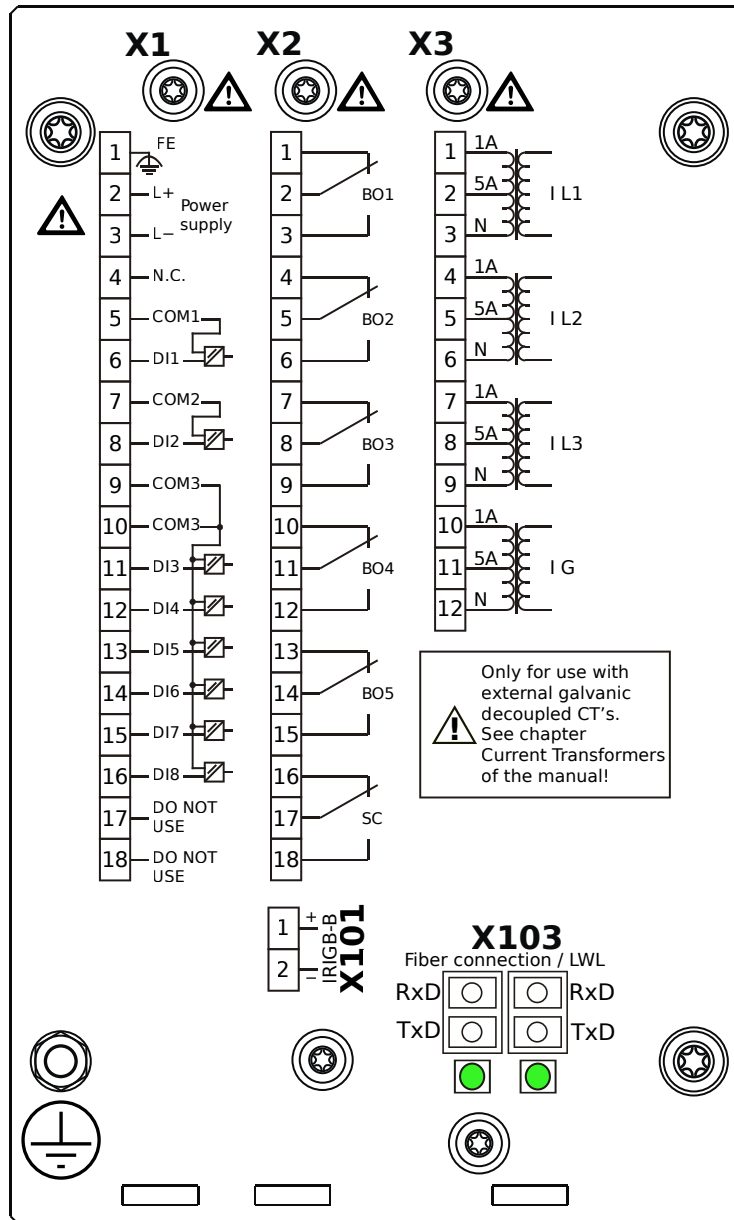 X1
X2
X3
1 FE
2 L+
Power
supply
3 L−
4 N.C.
5 COM1
6 DI1
7 COM2
8 DI2
9 COM3
10 COM3
11 DI3
12 DI4
13 DI5
14 DI6
15 DI7
16 DI8
17 DO NOT
USE
18 DO NOT
USE
1
2 BO1
3
4
5 BO2
6
7
8 BO3
9
10
11 BO4
12
13
14 BO5
15
16
17 SC
18
1 1A
2 5A I L1
3 N
4 1A
5 5A I L2
6 N
7 1A
8 5A I L3
9 N
10 1A
11 5A I G
12 N
Only for use with
external galvanic
decoupled CT's.
See chapter
Current Transformers
of the manual!
1 +
2 −
IRIGB-B
X101
X103
Fiber connection / LWL
RxD RxD
TxD TxD